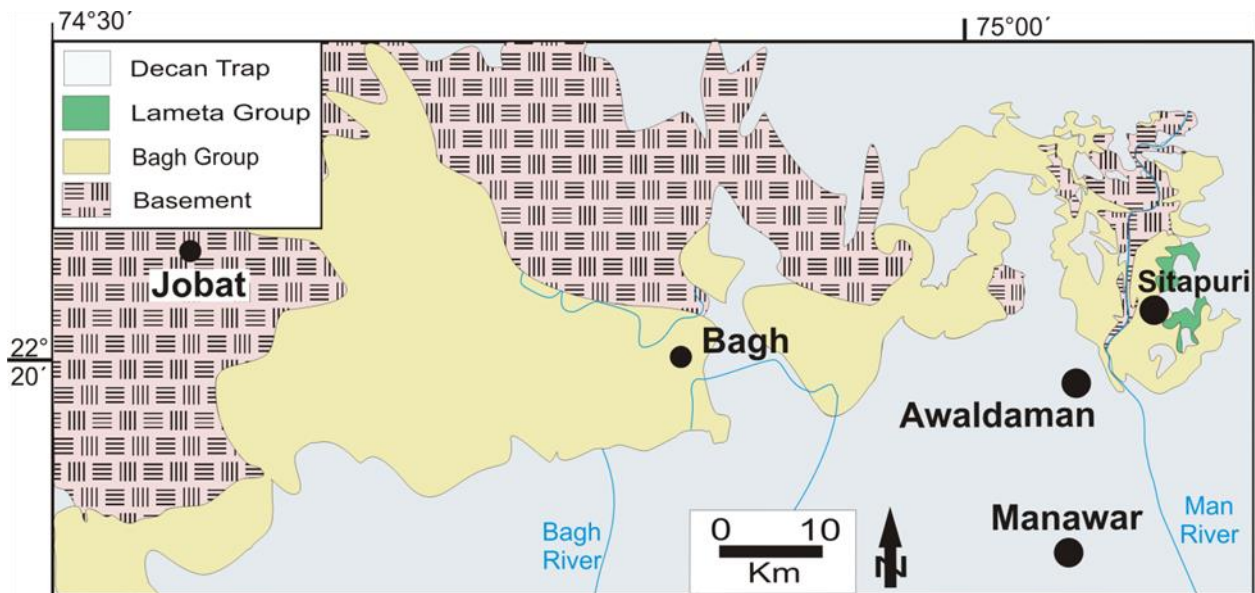 74°30´
75°00´
Decan Trap
Lameta Group
Bagh Group
Basement
Jobat
Sitapuri
Bagh
22°
20´
Awaldaman
Manawar
Bagh
River
Man
River
0 10
Km
N